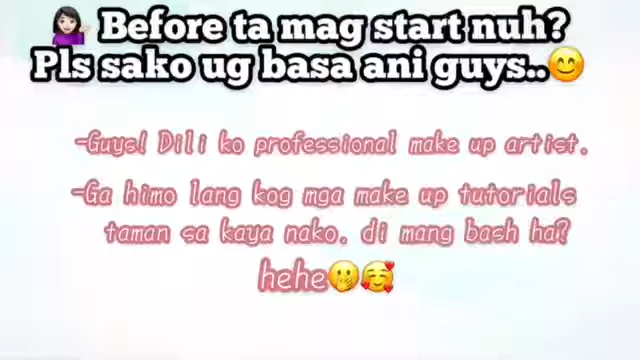 💁🏻‍♀️ Before ta mag start nuh?
Pls sako ug basa ani guys..😊
-Guys! Dili ko professional make up artist.
-Ga himo lang kog mga make up tutorials
taman sa kaya nako. di mang bash ha?
hehe🤭🥰